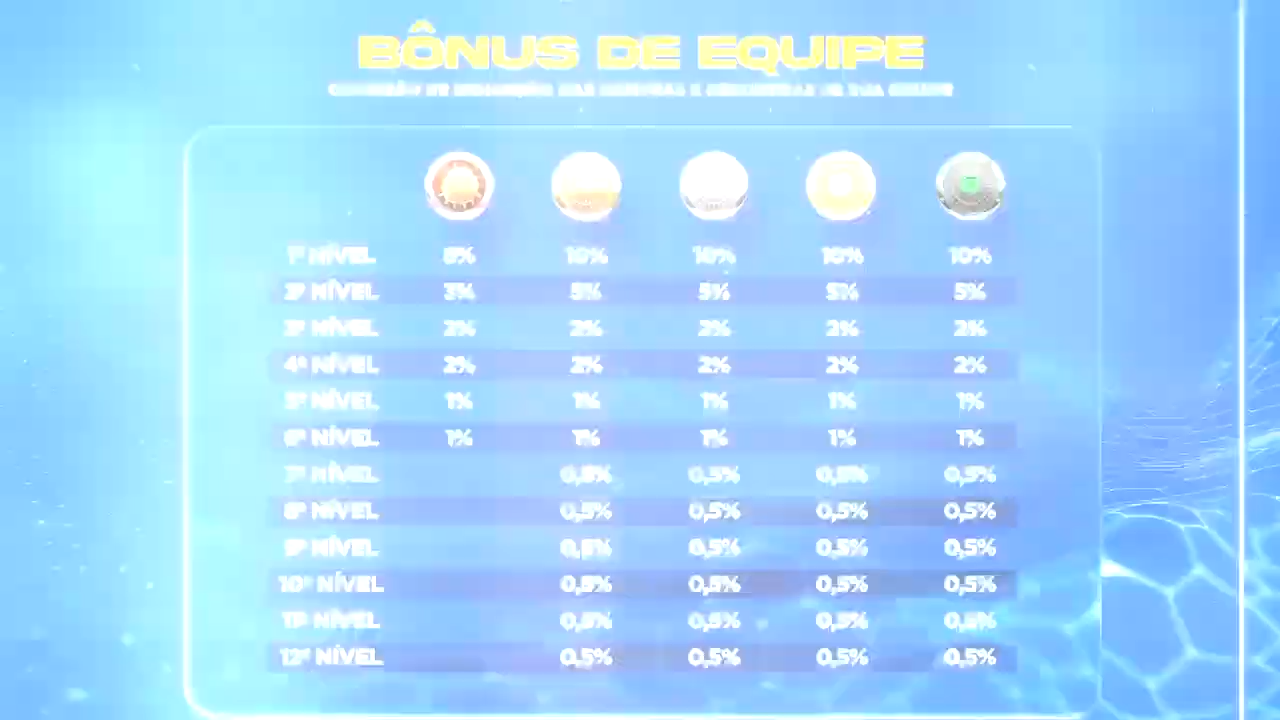 BÔNUS DE EQUIPE
1º NÍVEL 8% 10% 10% 10% 10%
2º NÍVEL 3% 5% 5% 5% 5%
3º NÍVEL 2% 2% 2% 2% 2%
4º NÍVEL 2% 2% 2% 2% 2%
5º NÍVEL 1% 1% 1% 1% 1%
6º NÍVEL 1% 1% 1% 1% 1%
7º NÍVEL 0,5% 0,5% 0,5% 0,5%
8º NÍVEL 0,5% 0,5% 0,5% 0,5%
9º NÍVEL 0,5% 0,5% 0,5% 0,5%
10º NÍVEL 0,5% 0,5% 0,5% 0,5%
11º NÍVEL 0,5% 0,5% 0,5% 0,5%
12º NÍVEL 0,5% 0,5% 0,5% 0,5%